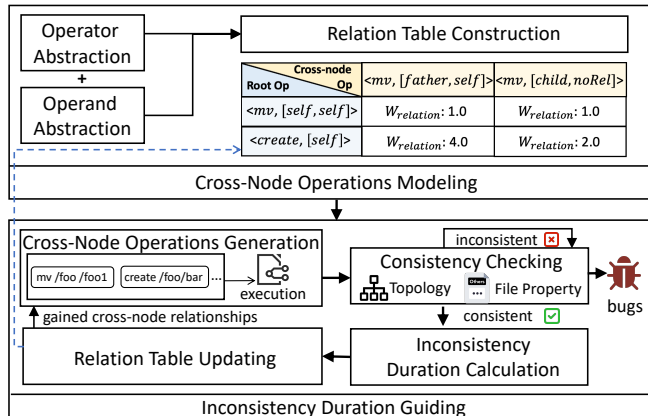 Operator
Abstraction
+
Operand
Abstraction
Relation Table Construction
Cross-node
Op
Root Op
<mv, [father, self]>
<mv, [child, noRel]>
<mv, [self, self]>
W_relation: 1.0
W_relation: 1.0
<create, [self]>
W_relation: 4.0
W_relation: 2.0
Cross-Node Operations Modeling
Cross-Node Operations Generation
mv /foo /foo1
create /foo/bar
...
execution
inconsistent
Consistency Checking
Topology
Others
File Property
bugs
consistent
gained cross-node relationships
Relation Table Updating
Inconsistency
Duration Calculation
Inconsistency Duration Guiding